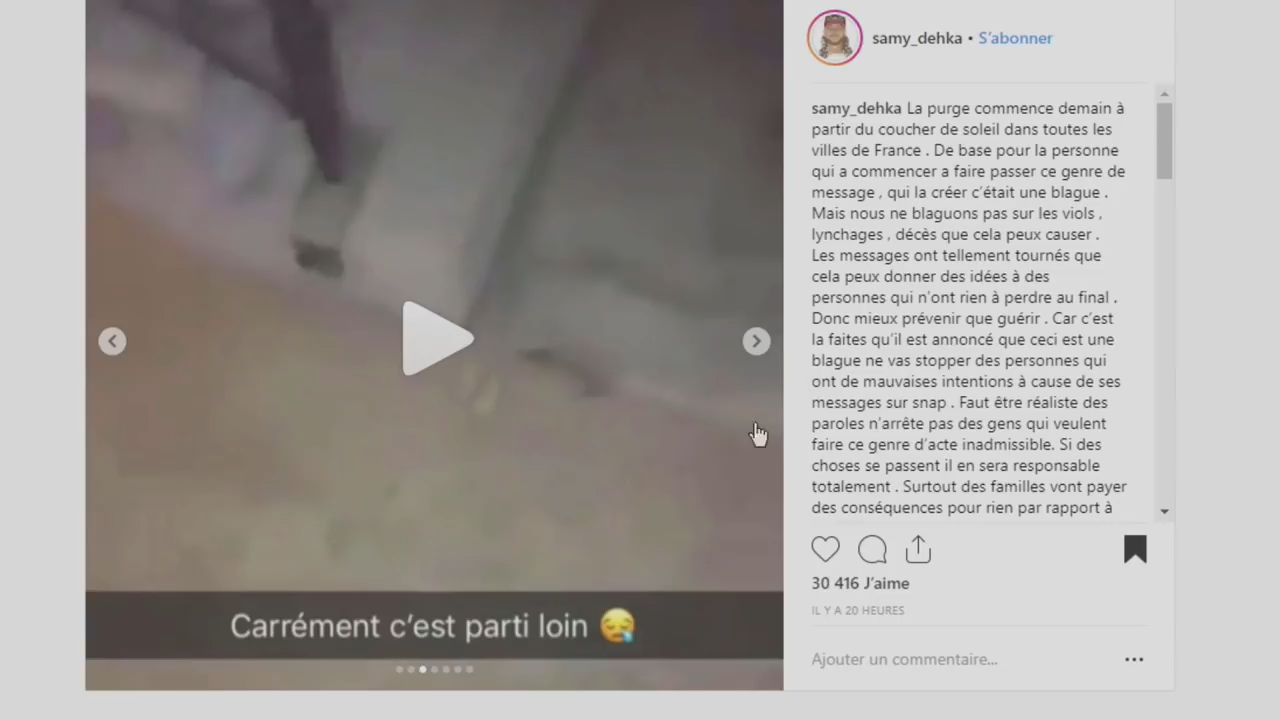 samy_dehka • S'abonner
samy_dehka La purge commence demain à
partir du coucher de soleil dans toutes les
villes de France . De base pour la personne
qui a commencer a faire passer ce genre de
message , qui la créer c'était une blague .
Mais nous ne blaguons pas sur les viols ,
lynchages , décès que cela peux causer .
Les messages ont tellement tournés que
cela peux donner des idées à des
personnes qui n'ont rien à perdre au final .
Donc mieux prévenir que guérir . Car c'est
la faites qu'il est annoncé que ceci est une
blague ne vas stopper des personnes qui
ont de mauvaises intentions à cause de ses
messages sur snap . Faut être réaliste des
paroles n'arrête pas des gens qui veulent
faire ce genre d'acte inadmissible. Si des
choses se passent il en sera responsable
totalement . Surtout des familles vont payer
des conséquences pour rien par rapport à
30 416 J'aime
IL Y A 20 HEURES
Carrément c'est parti loin 😪
Ajouter un commentaire...